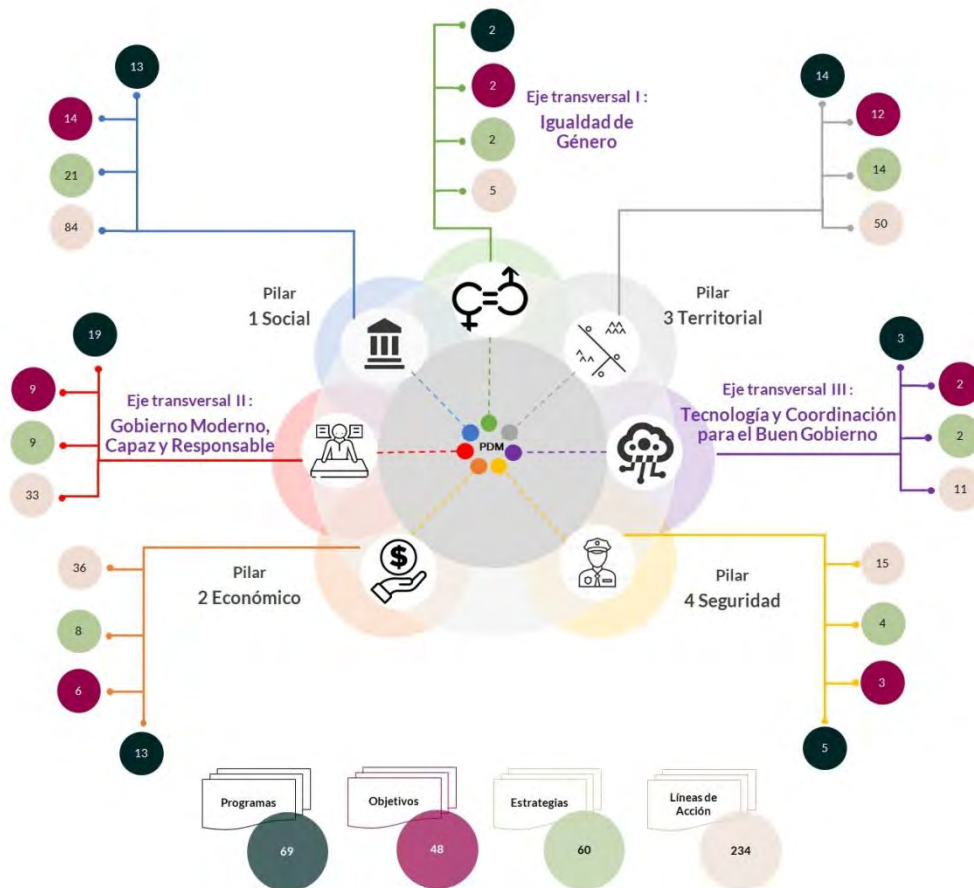 2
2
Eje transversal I :
Igualdad de
Género
2
5
13
14
21
84
14
12
14
50
Pilar
1 Social
Pilar
3 Territorial
19
9
9
33
Eje transversal II :
Gobierno Moderno,
Capaz y Responsable
3
2
2
11
Eje transversal III :
Tecnología y Coordinación
para el Buen Gobierno
PDM
36
8
6
13
Pilar
2 Económico
$
Pilar
4 Seguridad
15
4
3
5
Programas
69
Objetivos
48
Estrategias
60
Líneas de
Acción
234